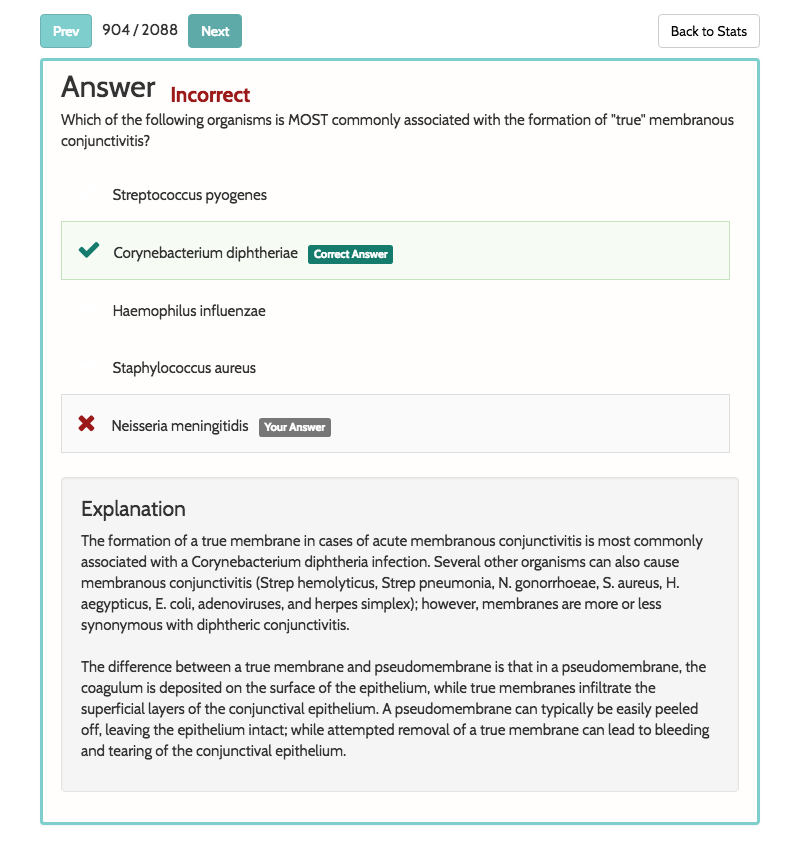 Prev 904 / 2088 Next Back to Stats
Answer Incorrect
Which of the following organisms is MOST commonly associated with the formation of "true" membranous
conjunctivitis?
Streptococcus pyogenes
Corynebacterium diphtheriae Correct Answer
Haemophilus influenzae
Staphylococcus aureus
Neisseria meningitidis Your Answer
Explanation
The formation of a true membrane in cases of acute membranous conjunctivitis is most commonly
associated with a Corynebacterium diphtheria infection. Several other organisms can also cause
membranous conjunctivitis (Strep hemolyticus, Strep pneumonia, N. gonorrhoeae, S. aureus, H.
aegypticus, E. coli, adenoviruses, and herpes simplex); however, membranes are more or less
synonymous with diphtheric conjunctivitis.
The difference between a true membrane and pseudomembrane is that in a pseudomembrane, the
coagulum is deposited on the surface of the epithelium, while true membranes infiltrate the
superficial layers of the conjunctival epithelium. A pseudomembrane can typically be easily peeled
off, leaving the epithelium intact; while attempted removal of a true membrane can lead to bleeding
and tearing of the conjunctival epithelium.